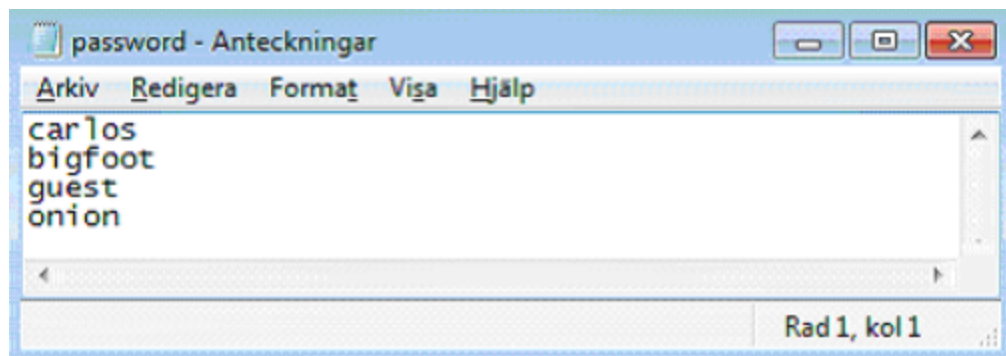 password - Anteckningar
Arkiv Redigera Format Visa Hjälp
carlos
bigfoot
guest
onion
Rad 1, kol 1